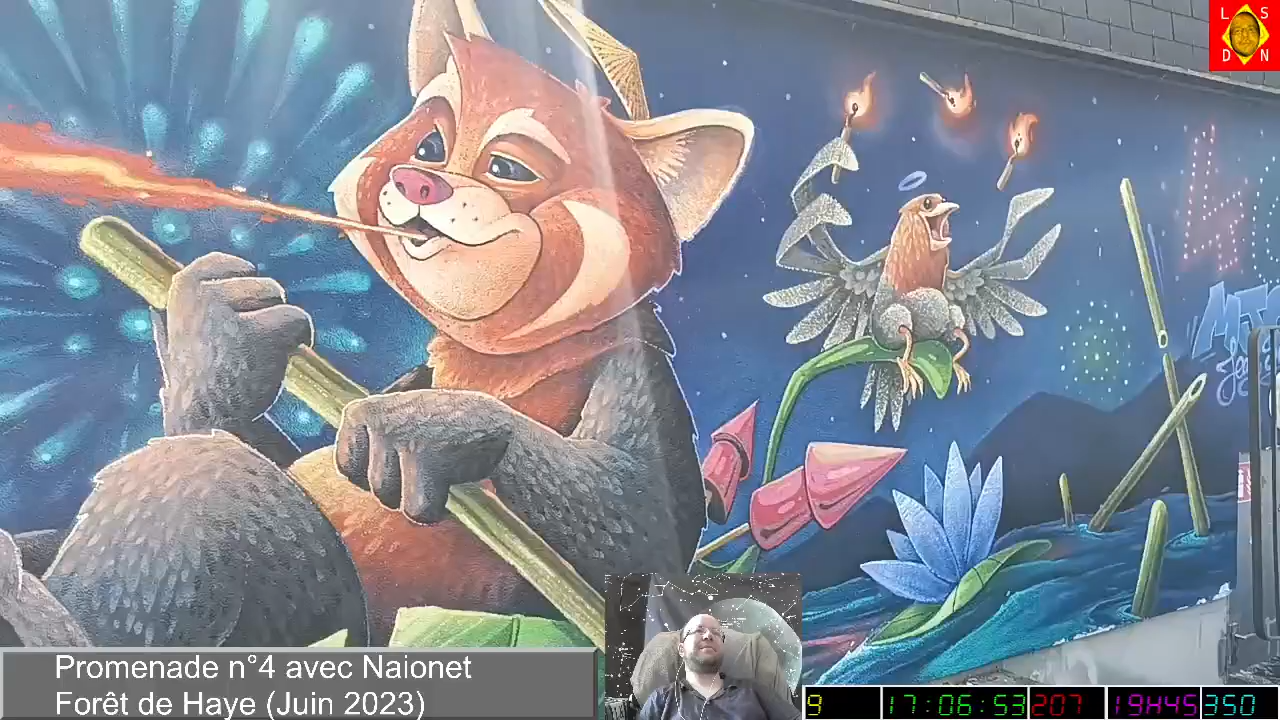 L S
D N
Promenade n°4 avec Naionet
Forêt de Haye (Juin 2023)
9 17:06:53 207 19H45 350